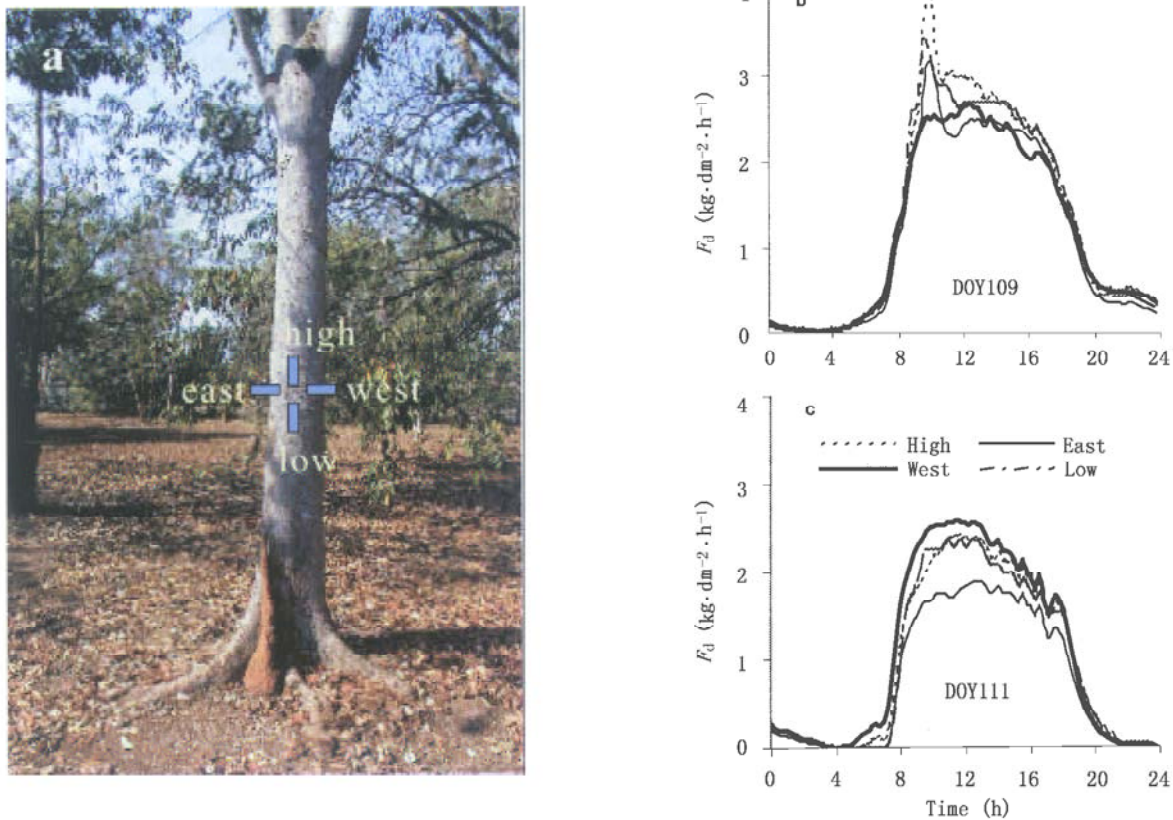 a
high
east west
low
b
3
2
1
0
F_d (kg·dm⁻²·h⁻¹)
DOY109
0 4 8 12 16 20 24
c
4
3
2
1
0
High East
West Low
F_d (kg·dm⁻²·h⁻¹)
DOY111
0 4 8 12 16 20 24
Time (h)